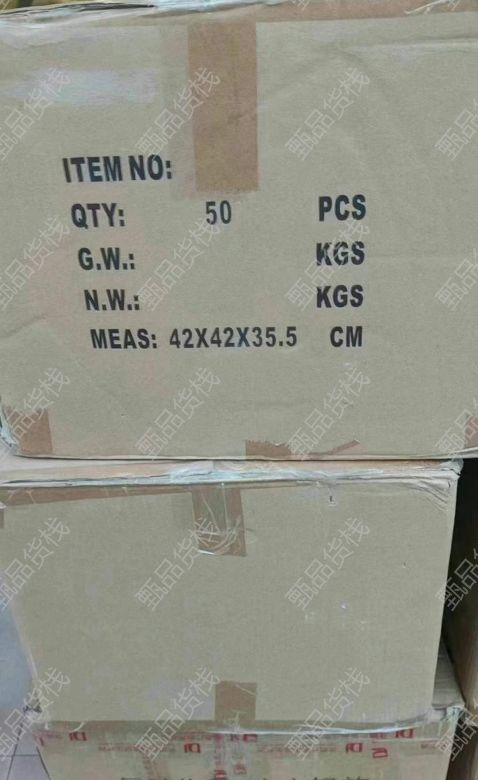 ITEM NO:
QTY: 50 PCS
G.W.: KGS
N.W.: KGS
MEAS: 42X42X35.5 CM
甄品货栈